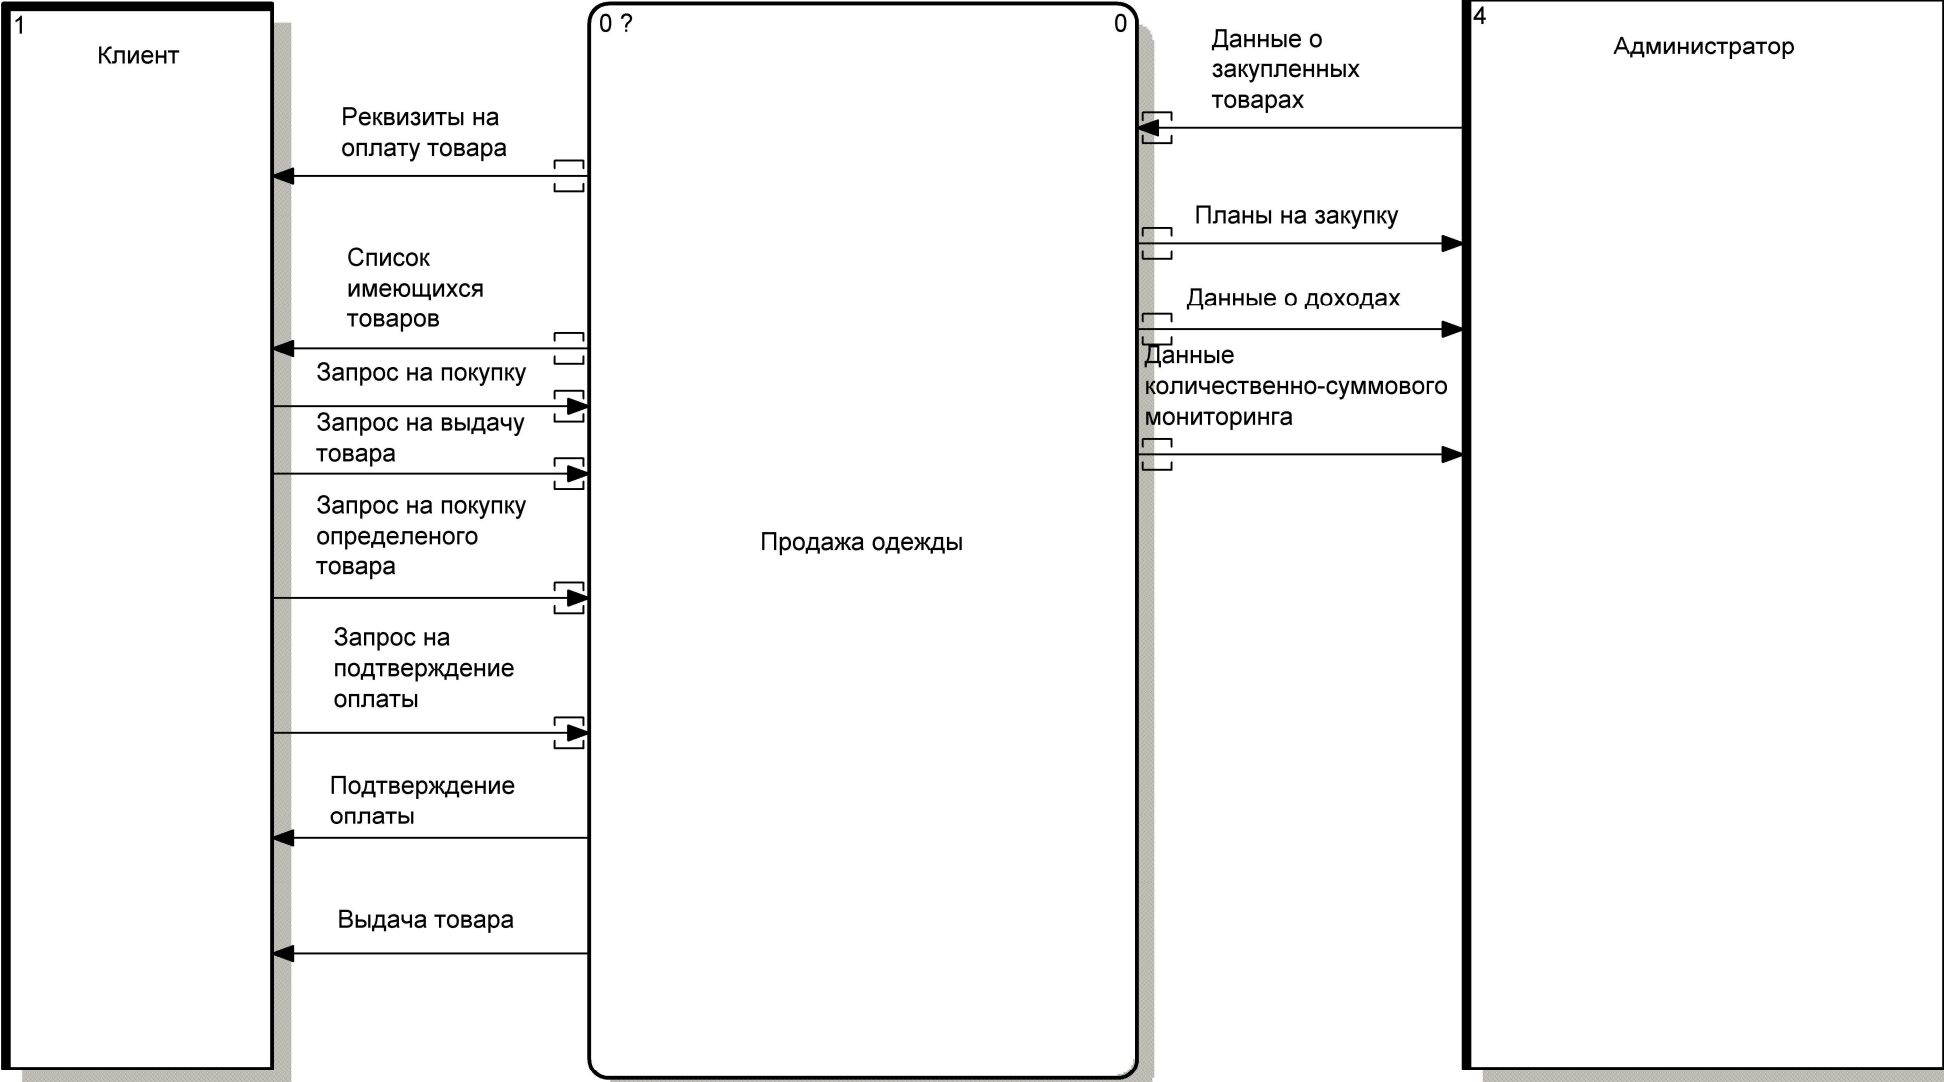 1
Клиент
Реквизиты на
оплату товара
Список
имеющихся
товаров
Запрос на покупку
Запрос на выдачу
товара
Запрос на покупку
определеного
товара
Запрос на
подтверждение
оплаты
Подтверждение
оплаты
Выдача товара
0 ?
0
Продажа одежды
Данные о
закупленных
товарах
Планы на закупку
Данные о доходах
Данные
количественно-суммового
мониторинга
4
Администратор